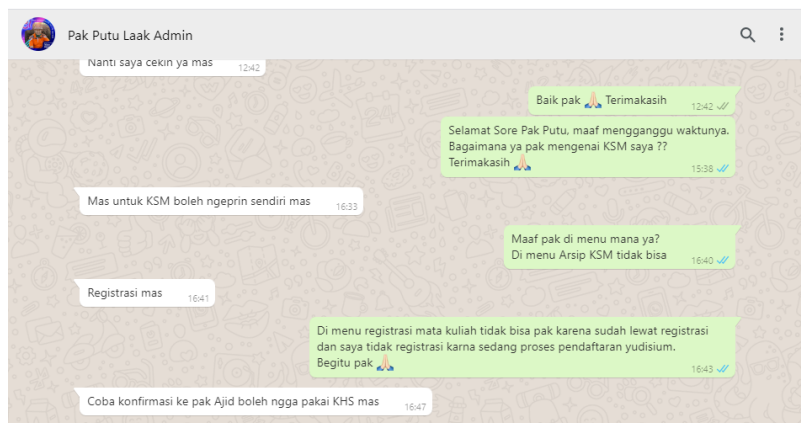 Pak Putu Laak Admin
Nanti saya cekin ya mas
12:42
Baik pak 🙏🏻 Terimakasih
12:42
Selamat Sore Pak Putu, maaf mengganggu waktunya.
Bagaimana ya pak mengenai KSM saya ??
Terimakasih 🙏🏻
15:38
Mas untuk KSM boleh ngeprin sendiri mas
16:33
Maaf pak di menu mana ya?
Di menu Arsip KSM tidak bisa
16:40
Registrasi mas
16:41
Di menu registrasi mata kuliah tidak bisa pak karena sudah lewat registrasi
dan saya tidak registrasi karna sedang proses pendaftaran yudisium.
Begitu pak 🙏🏻
16:43
Coba konfirmasi ke pak Ajid boleh ngga pakai KHS mas
16:47